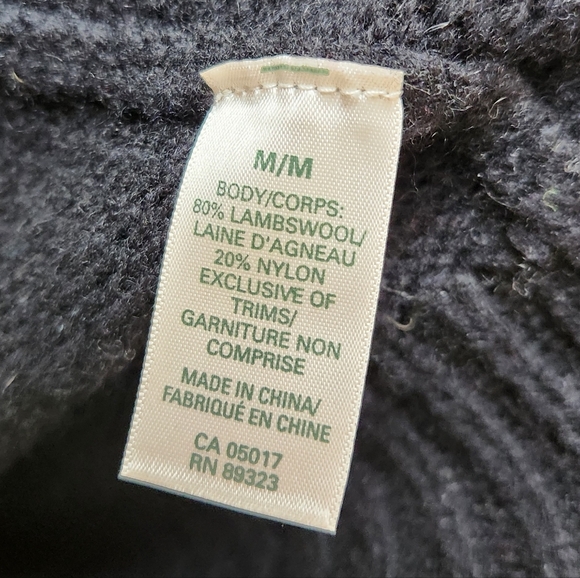 M/M
BODY/CORPS:
80% LAMBSWOOL/
LAINE D'AGNEAU
20% NYLON
EXCLUSIVE OF
TRIMS/
GARNITURE NON
COMPRISE
MADE IN CHINA/
FABRIQUÉ EN CHINE
CA 05017
RN 89323